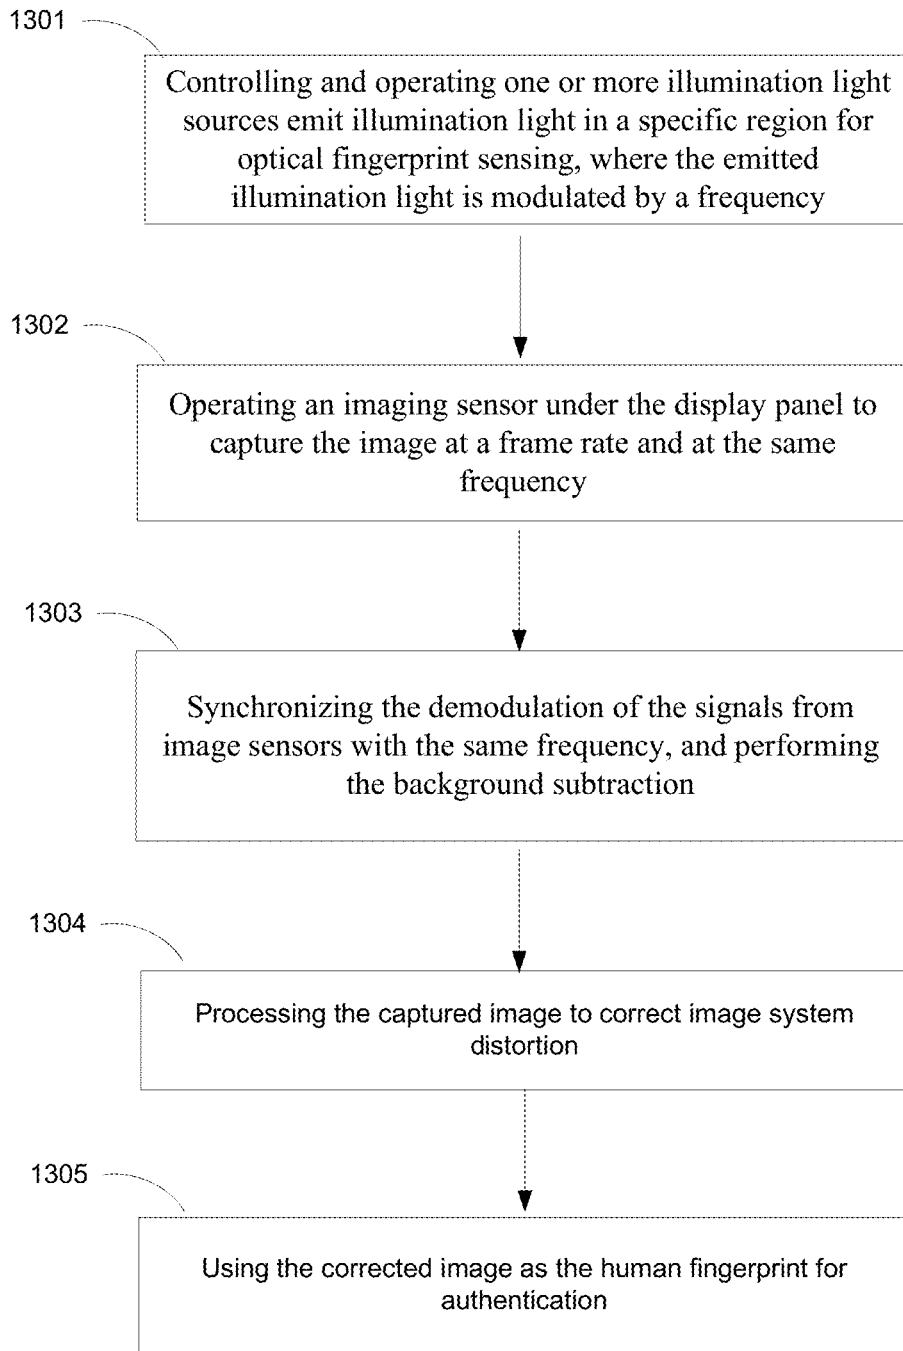 1301
Controlling and operating one or more illumination light
sources emit illumination light in a specific region for
optical fingerprint sensing, where the emitted
illumination light is modulated by a frequency
1302
Operating an imaging sensor under the display panel to
capture the image at a frame rate and at the same
frequency
1303
Synchronizing the demodulation of the signals from
image sensors with the same frequency, and performing
the background subtraction
1304
Processing the captured image to correct image system
distortion
1305
Using the corrected image as the human fingerprint for
authentication